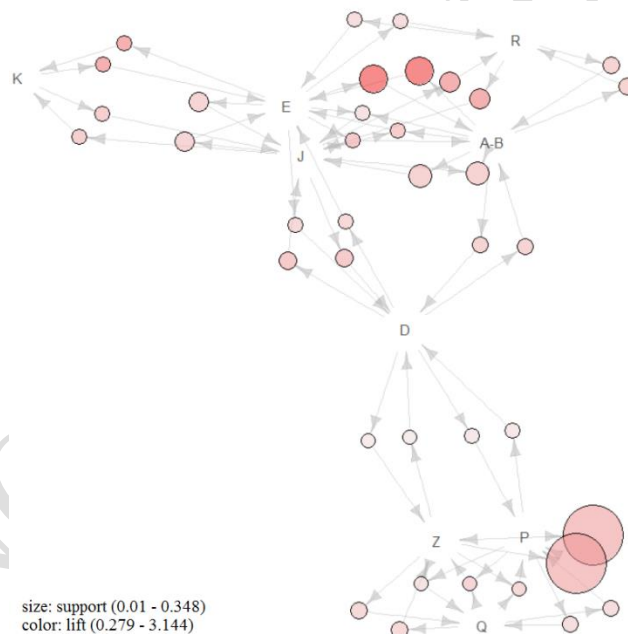 R
K
E
A-B
J
D
Z
P
Q
size: support (0.01 - 0.348)
color: lift (0.279 - 3.144)